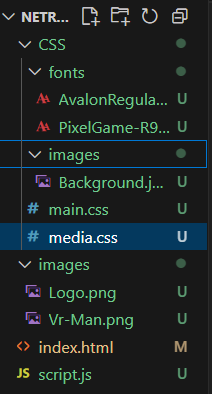 NETR...
CSS
fonts
AvalonRegula... U
PixelGame-R9... U
images
Background.j... U
# main.css U
# media.css U
images
Logo.png U
Vr-Man.png U
<> index.html M
JS script.js U